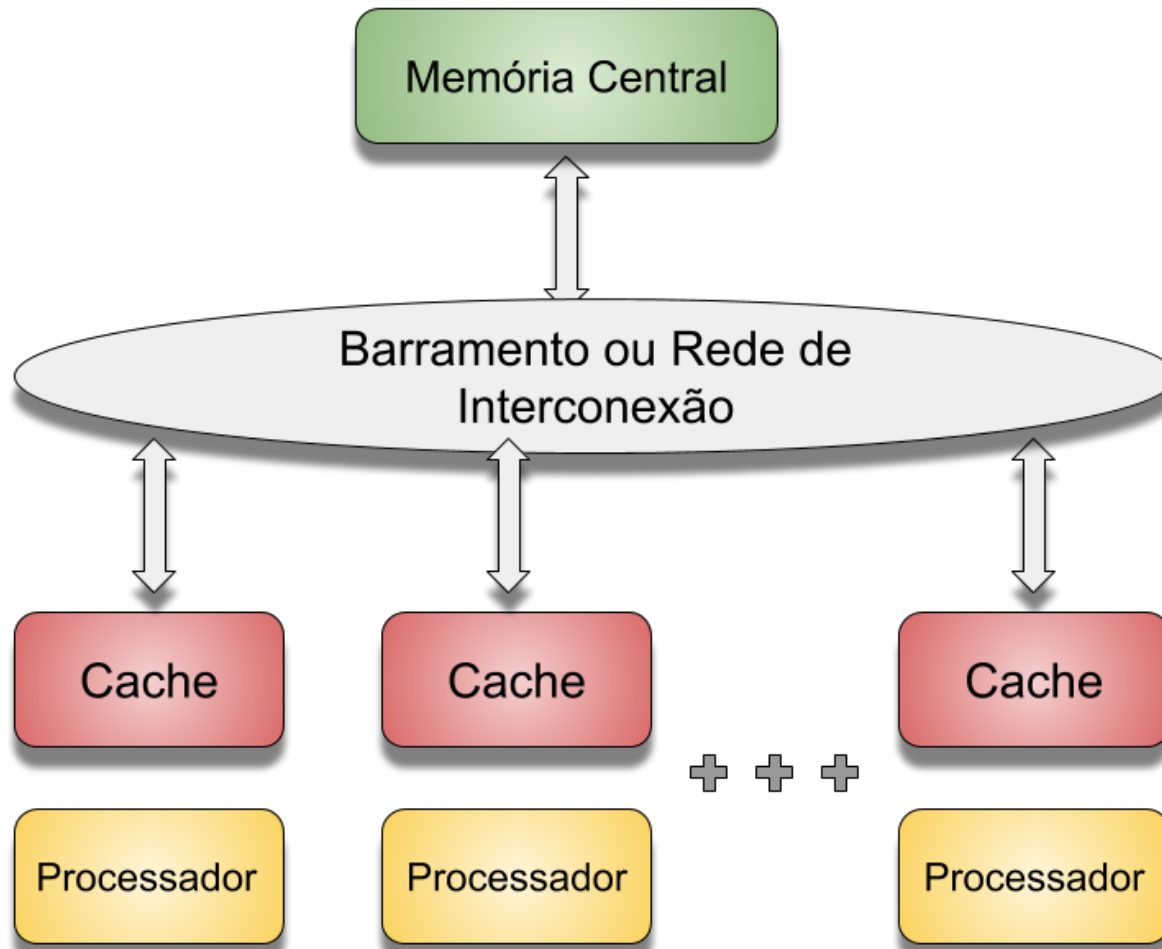 Memória Central
Barramento ou Rede de
Interconexão
Cache
Cache
Cache
Processador
Processador
Processador